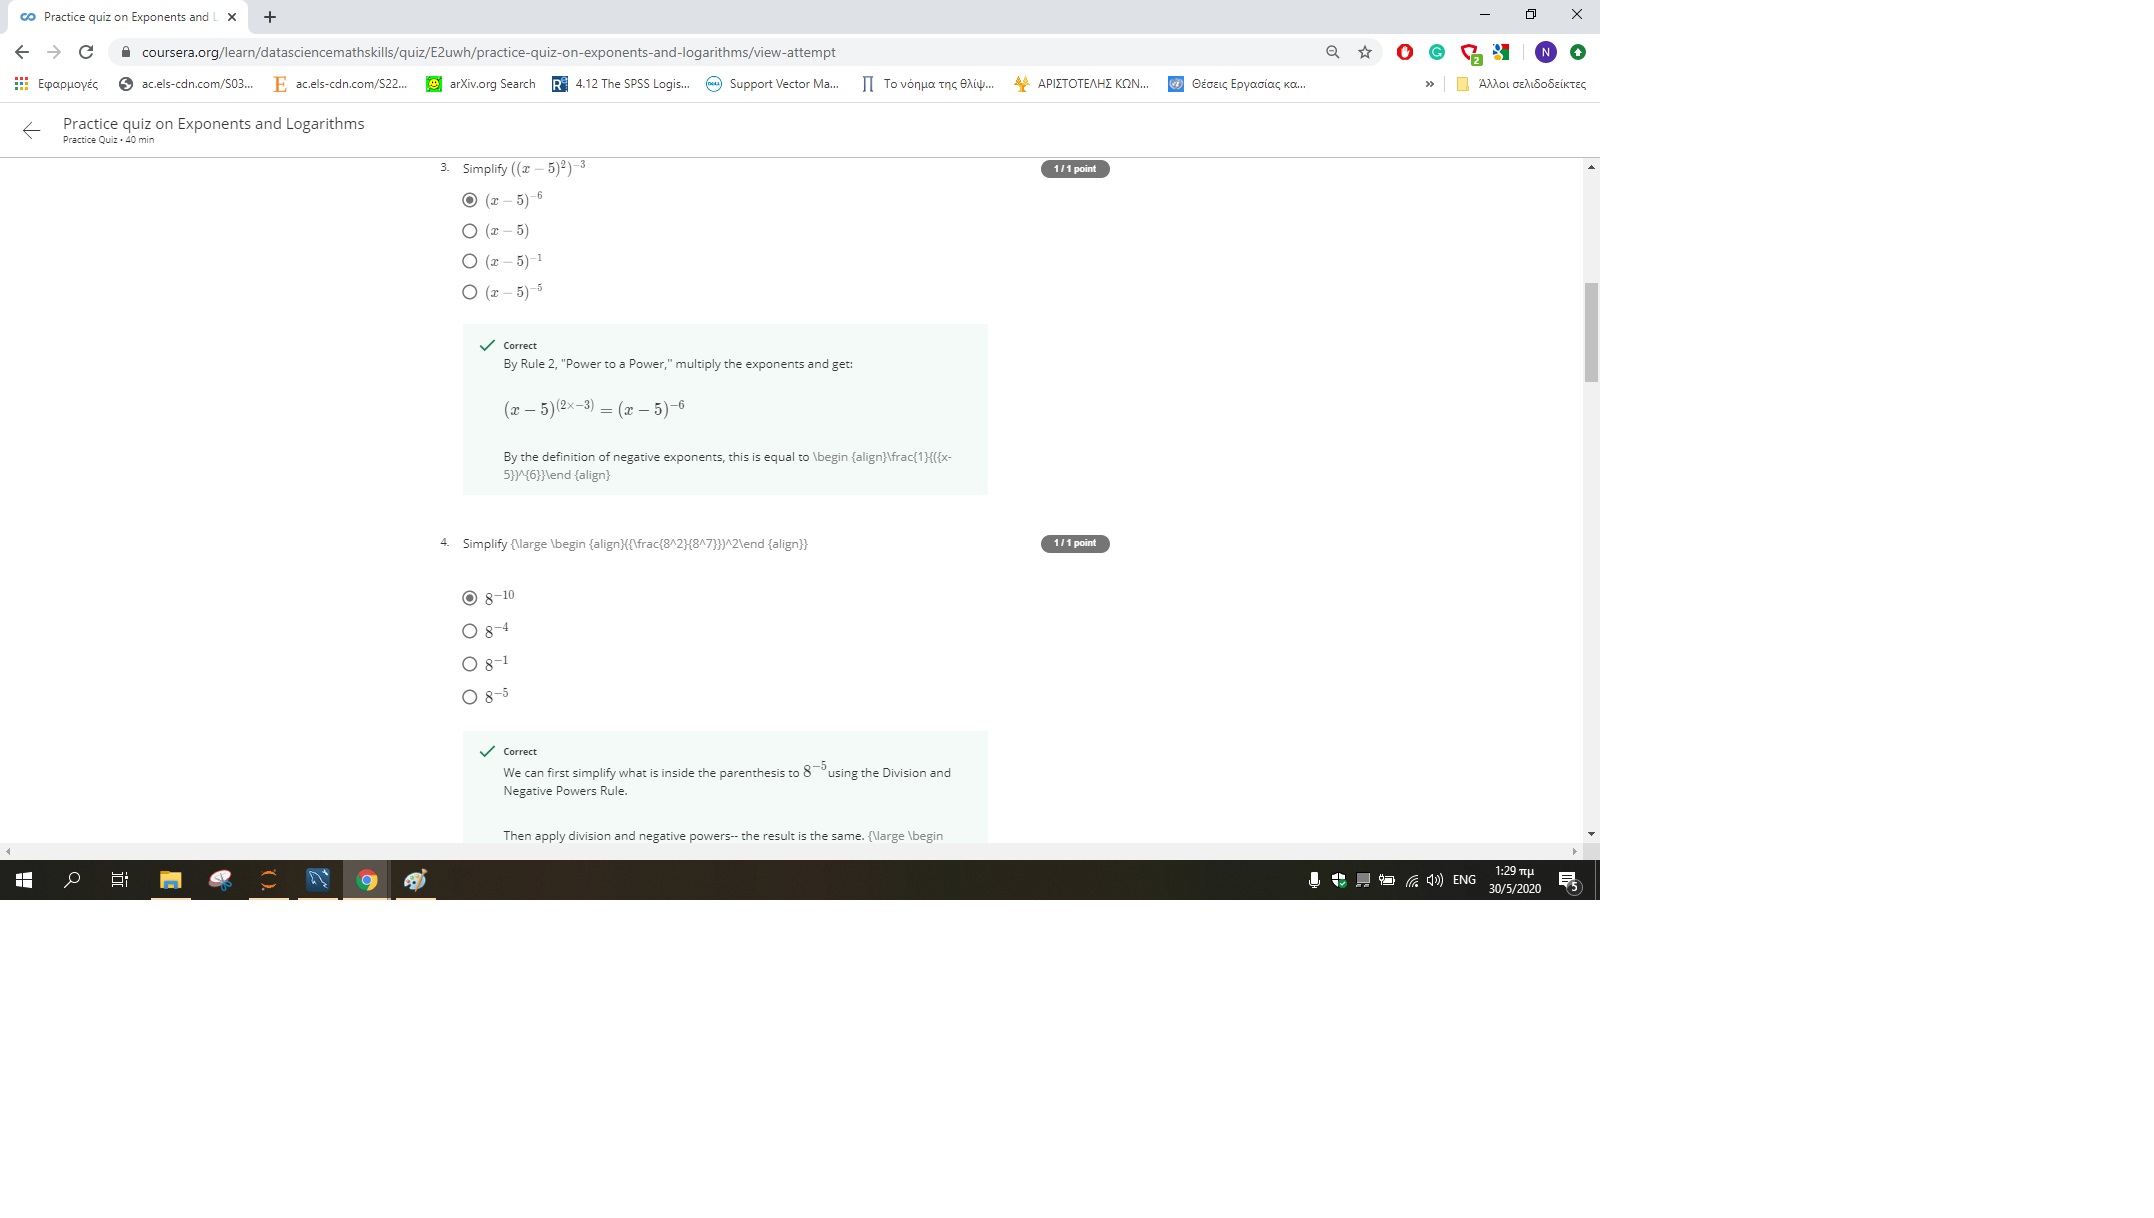 Practice quiz on Exponents and L
coursera.org/learn/datasciencemathskills/quiz/E2uwh/practice-quiz-on-exponents-and-logarithms/view-attempt
2
N
Εφαρμογές
ac.els-cdn.com/S03...
E ac.els-cdn.com/S22...
arXiv.org Search
4.12 The SPSS Logis...
Support Vector Ma...
Το νόημα της θλίψ...
ΑΡΙΣΤΟΤΕΛΗΣ ΚΩΝ...
Θέσεις Εργασίας κα...
»
Άλλοι σελιδοδείκτες
Practice quiz on Exponents and Logarithms
Practice Quiz • 40 min
3. Simplify ((x − 5)²)⁻³
1 / 1 point
(x − 5)⁻⁶
(x − 5)
(x − 5)⁻¹
(x − 5)⁻⁵
Correct
By Rule 2, "Power to a Power," multiply the exponents and get:
(x − 5)^(2×−3) = (x − 5)⁻⁶
By the definition of negative exponents, this is equal to \begin {align}\frac{1}{({x-
5})^{6}}\end {align}
4. Simplify {\large \begin {align}({\frac{8^2}{8^7}})^2\end {align}}
1 / 1 point
8⁻¹⁰
8⁻⁴
8⁻¹
8⁻⁵
Correct
We can first simplify what is inside the parenthesis to 8⁻⁵ using the Division and
Negative Powers Rule.
Then apply division and negative powers-- the result is the same. {\large \begin
ENG
1:29 πμ
30/5/2020
5